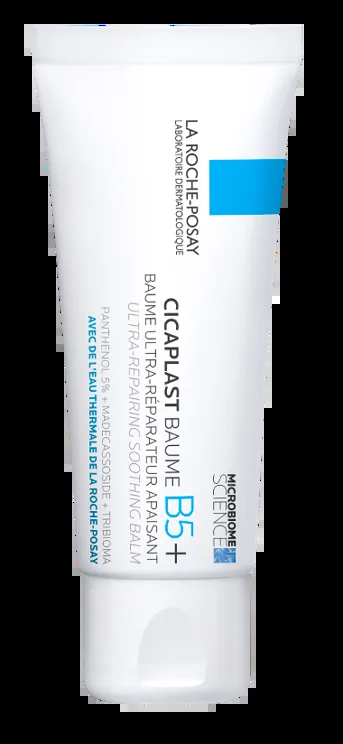 LA ROCHE-POSAY
LABORATOIRE DERMATOLOGIQUE
CICAPLAST BAUME B5+
BAUME ULTRA-RÉPARATEUR APAISANT
ULTRA-REPAIRING SOOTHING BALM
PANTHENOL 5% + MADECASSOSIDE + TRIBIOMA
AVEC DE L'EAU THERMALE DE LA ROCHE-POSAY
MICROBIOME
SCIENCE